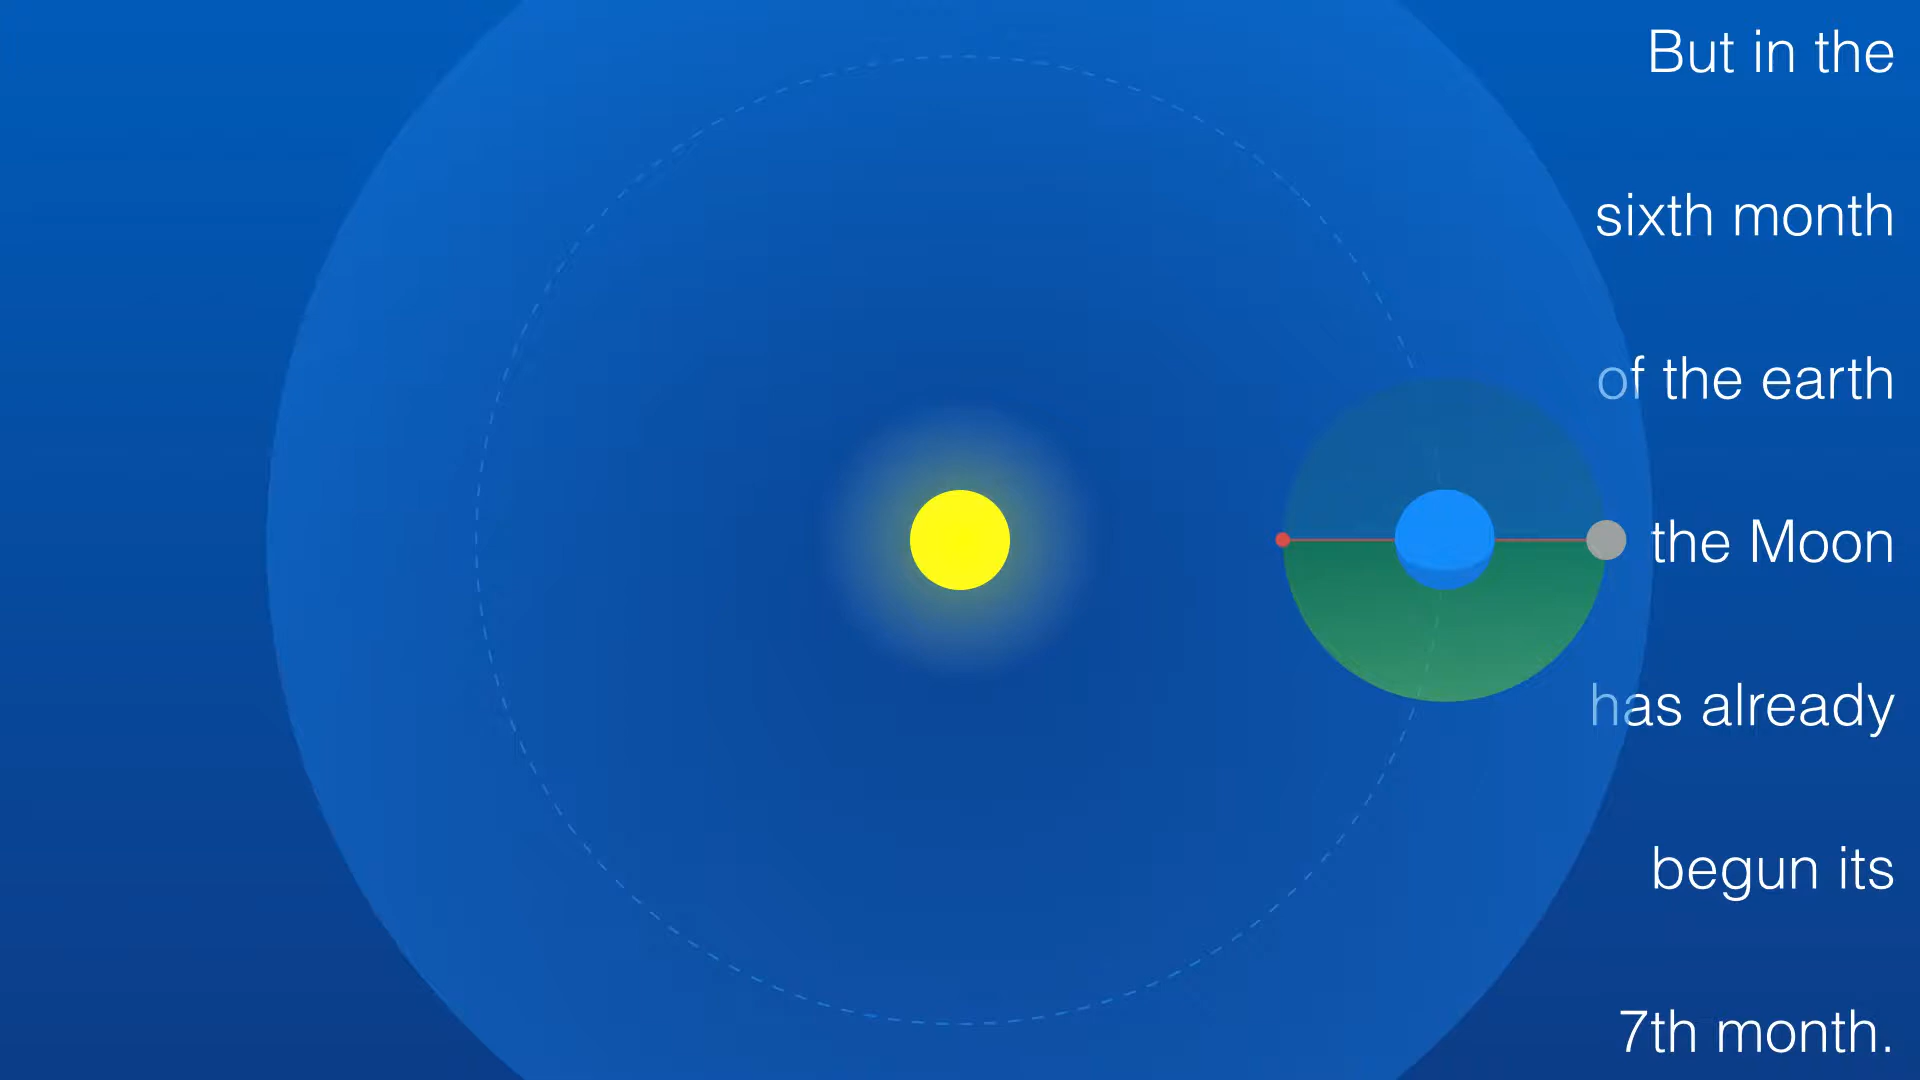 But in the
sixth month
of the earth
the Moon
has already
begun its
7th month.